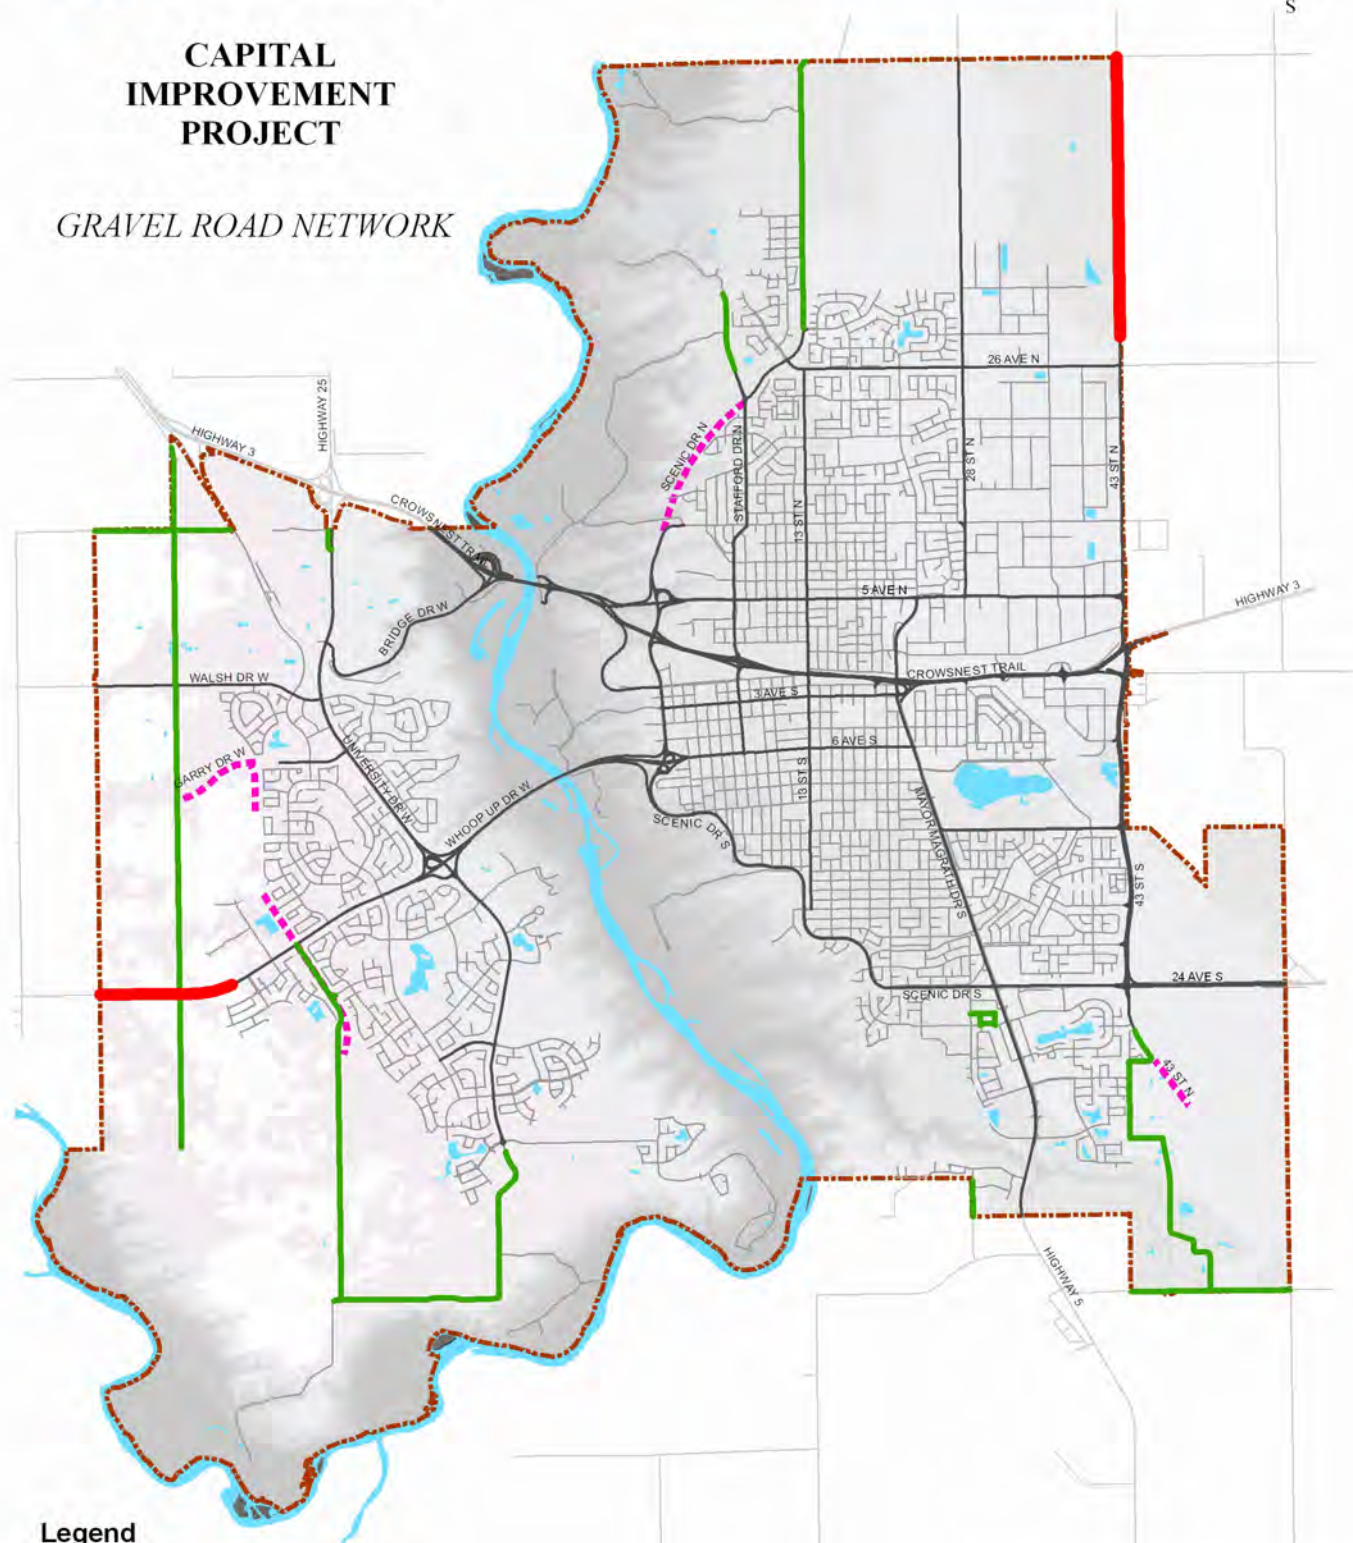 S
CAPITAL
IMPROVEMENT
PROJECT
GRAVEL ROAD NETWORK
26 AVE N
HIGHWAY 25
HIGHWAY 3
SCENIC DR N
STAFFORD DR N
13 ST N
28 ST N
43 ST N
CROWSNEST TRAIL
5 AVE N
HIGHWAY 3
BRIDGE DR W
WALSH DR W
CROWSNEST TRAIL
3 AVE S
6 AVE S
GARRY DR W
UNIVERSITY DR W
WHOOP UP DR W
13 ST S
SCENIC DR S
MAYOR MAGRATH DR S
43 ST S
24 AVE S
SCENIC DR S
43 ST N
HIGHWAY 5
Legend